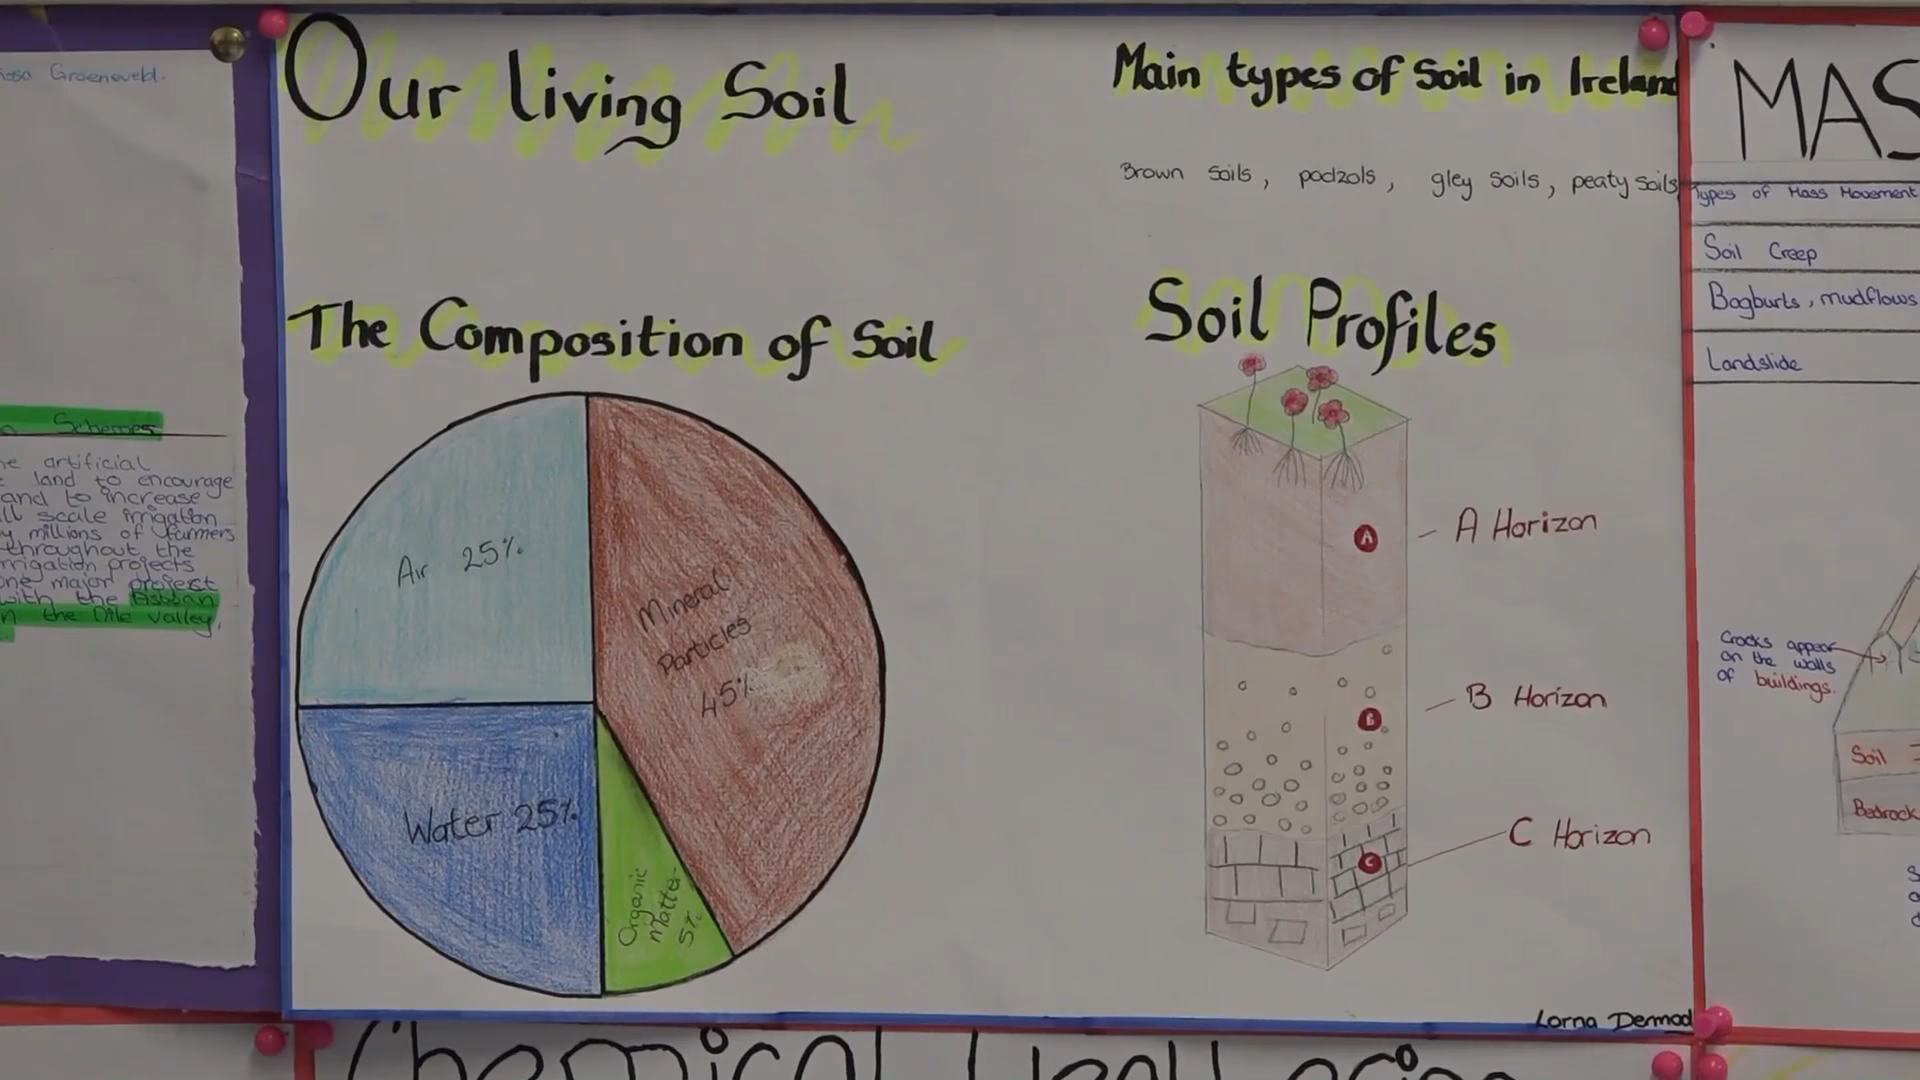 Groeneveld.
Schemes
artificial
land to encourage
and to increase
scale irrigation
millions of farmers
throughout the
irrigation projects
one major project
with the Assban
the Nile Valley,
Our living Soil
The Composition of Soil
Air 25%
Mineral
Particles
45%
Water 25%
Organic
matter
5%
Main types of Soil in Ireland
Brown soils, podzols, gley soils, peaty soils
Soil Profiles
A
A Horizon
B
B Horizon
C
C Horizon
Lorna Dermod
MAS
Types of Mass Movement
Soil Creep
Bogburts, mudflows
Landslide
Cracks appear
on the walls
of buildings.
Soil
Bedrock
Chemical Weathering